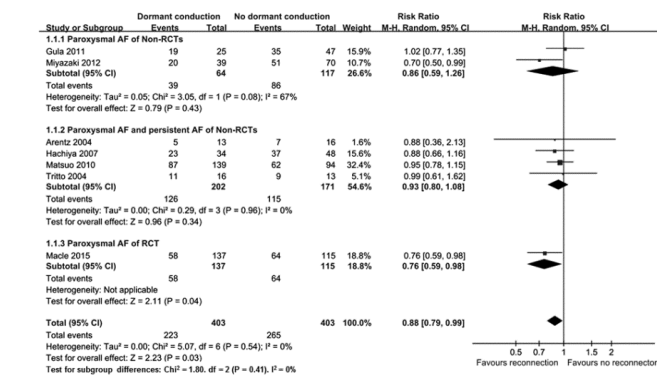 Dormant conduction No dormant conduction Risk Ratio Risk Ratio
Study or Subgroup Events Total Events Total Weight M-H, Random, 95% CI M-H, Random, 95% CI
1.1.1 Paroxysmal AF of Non-RCTs
Gula 2011 19 25 35 47 15.9% 1.02 [0.77, 1.35]
Miyazaki 2012 20 39 51 70 10.7% 0.70 [0.50, 0.99]
Subtotal (95% CI) 64 117 26.6% 0.86 [0.59, 1.26]
Total events 39 86
Heterogeneity: Tau² = 0.05; Chi² = 3.05, df = 1 (P = 0.08); I² = 67%
Test for overall effect: Z = 0.79 (P = 0.43)
1.1.2 Paroxysmal AF and persistent AF of Non-RCTs
Arentz 2004 5 13 7 16 1.6% 0.88 [0.36, 2.13]
Hachiya 2007 23 34 37 48 15.6% 0.88 [0.66, 1.16]
Matsuo 2010 87 139 62 94 32.4% 0.95 [0.78, 1.15]
Tritto 2004 11 16 9 13 5.1% 0.99 [0.61, 1.62]
Subtotal (95% CI) 202 171 54.6% 0.93 [0.80, 1.08]
Total events 126 115
Heterogeneity: Tau² = 0.00; Chi² = 0.29, df = 3 (P = 0.96); I² = 0%
Test for overall effect: Z = 0.96 (P = 0.34)
1.1.3 Paroxysmal AF of RCT
Macle 2015 58 137 64 115 18.8% 0.76 [0.59, 0.98]
Subtotal (95% CI) 137 115 18.8% 0.76 [0.59, 0.98]
Total events 58 64
Heterogeneity: Not applicable
Test for overall effect: Z = 2.11 (P = 0.04)
Total (95% CI) 403 403 100.0% 0.88 [0.79, 0.99]
Total events 223 265
Heterogeneity: Tau² = 0.00; Chi² = 5.07, df = 6 (P = 0.54); I² = 0%
Test for overall effect: Z = 2.23 (P = 0.03)
Test for subgroup differences: Chi² = 1.80. df = 2 (P = 0.41). I² = 0%
0.5 0.7 1 1.5 2
Favours reconnection Favours no reconnection